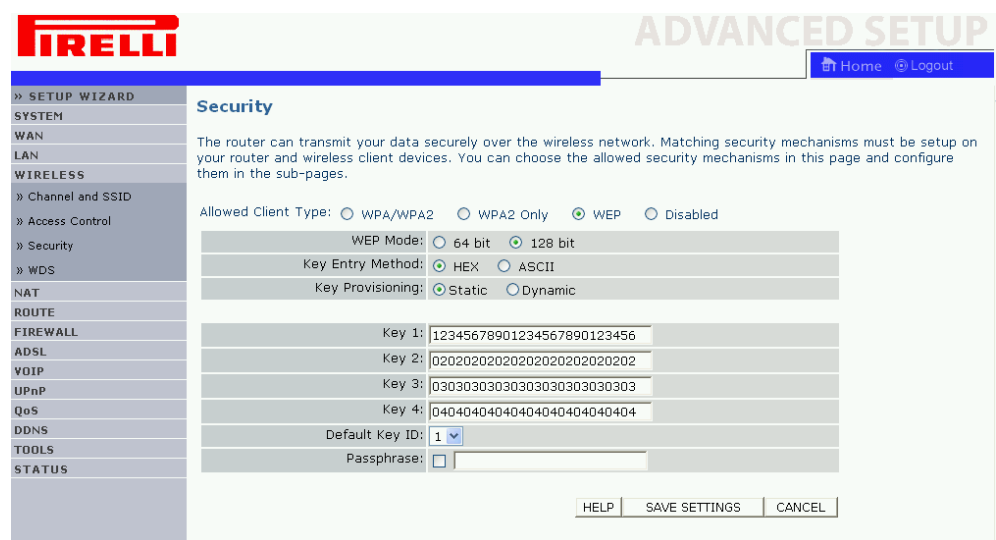 PIRELLI
ADVANCED SETUP
Home Logout
» SETUP WIZARD
SYSTEM
WAN
LAN
WIRELESS
» Channel and SSID
» Access Control
» Security
» WDS
NAT
ROUTE
FIREWALL
ADSL
VOIP
UPnP
QoS
DDNS
TOOLS
STATUS
Security
The router can transmit your data securely over the wireless network. Matching security mechanisms must be setup on
your router and wireless client devices. You can choose the allowed security mechanisms in this page and configure
them in the sub-pages.
Allowed Client Type: WPA/WPA2 WPA2 Only WEP Disabled
WEP Mode: 64 bit 128 bit
Key Entry Method: HEX ASCII
Key Provisioning: Static Dynamic
Key 1: 12345678901234567890123456
Key 2: 02020202020202020202020202
Key 3: 03030303030303030303030303
Key 4: 04040404040404040404040404
Default Key ID: 1
Passphrase:
HELP SAVE SETTINGS CANCEL